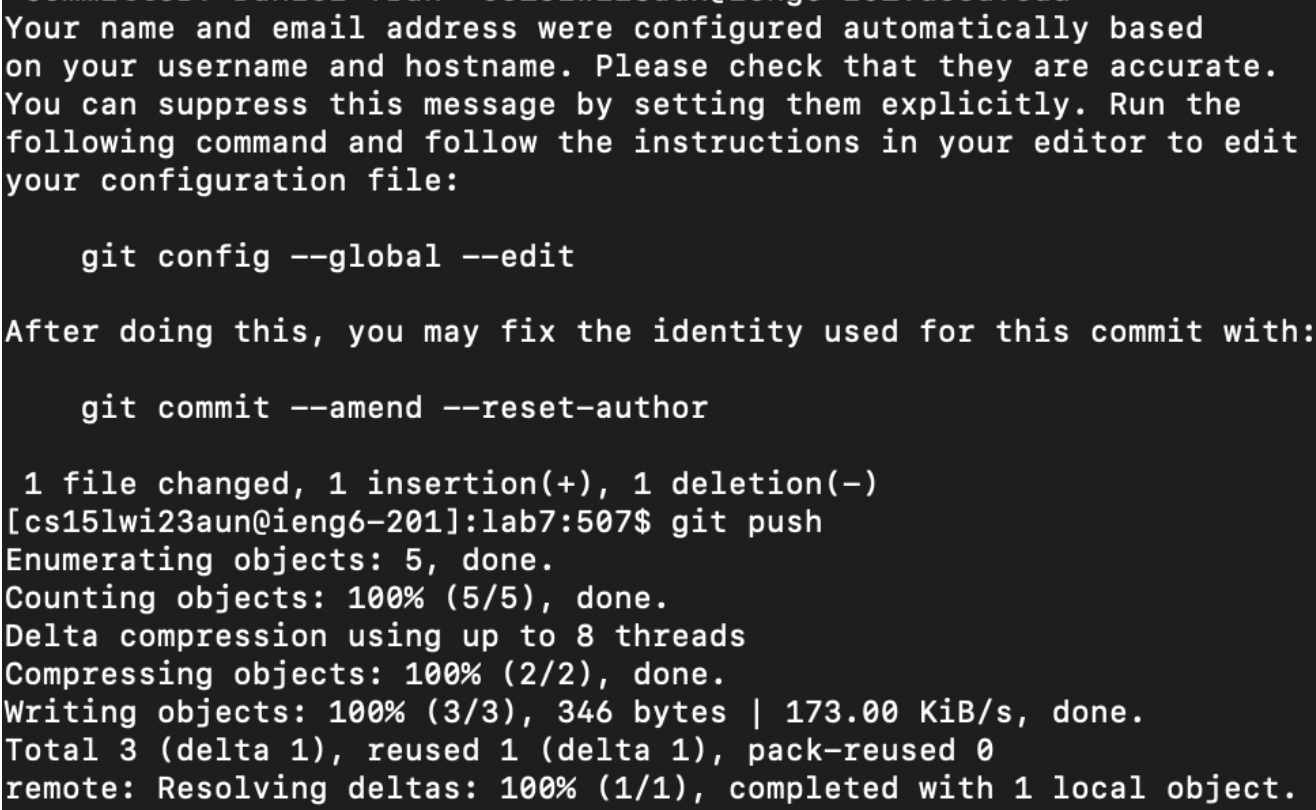 Your name and email address were configured automatically based
on your username and hostname. Please check that they are accurate.
You can suppress this message by setting them explicitly. Run the
following command and follow the instructions in your editor to edit
your configuration file:
git config --global --edit
After doing this, you may fix the identity used for this commit with:
git commit --amend --reset-author
1 file changed, 1 insertion(+), 1 deletion(-)
[cs15lwi23aun@ieng6-201]:lab7:507$ git push
Enumerating objects: 5, done.
Counting objects: 100% (5/5), done.
Delta compression using up to 8 threads
Compressing objects: 100% (2/2), done.
Writing objects: 100% (3/3), 346 bytes | 173.00 KiB/s, done.
Total 3 (delta 1), reused 1 (delta 1), pack-reused 0
remote: Resolving deltas: 100% (1/1), completed with 1 local object.